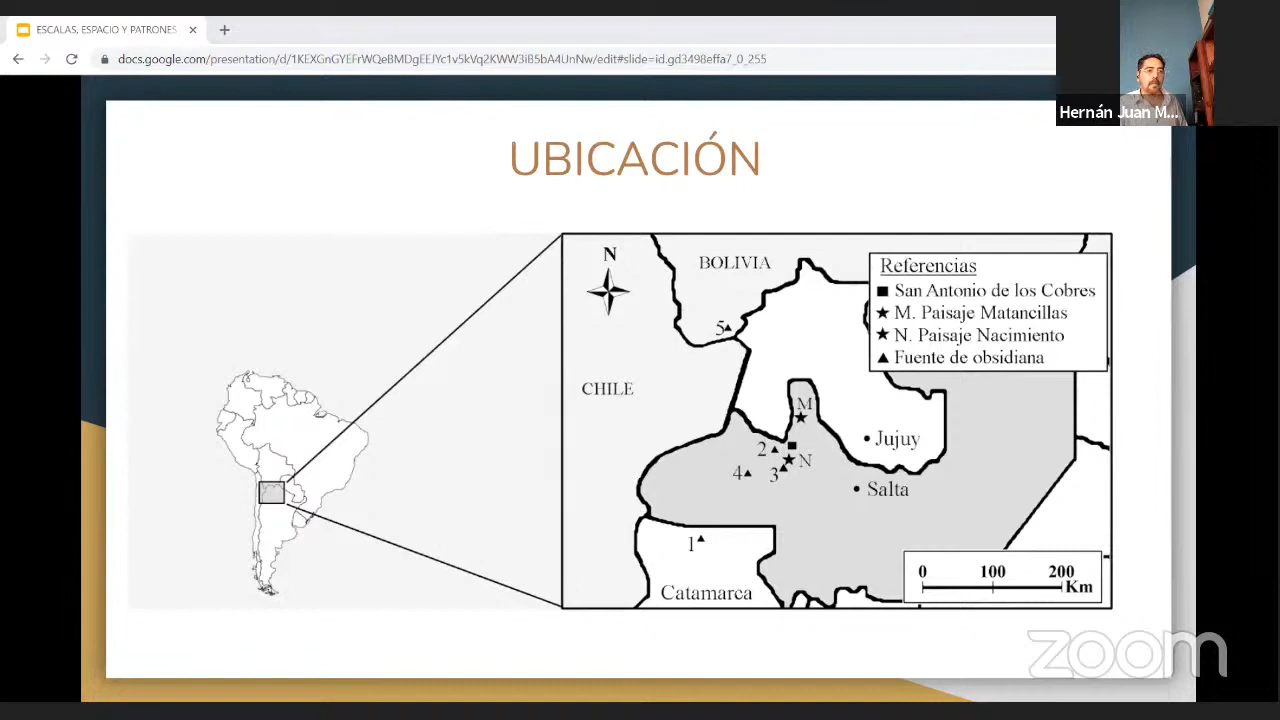 ESCALAS, ESPACIO Y PATRONES
docs.google.com/presentation/d/1KEXGnGYEFrWQeBMDgEEJYc1v5kVq2KWW3iB5bA4UnNw/edit#slide=id.gd3498effa7_0_255
Hernán Juan M...
UBICACIÓN
N
BOLIVIA
Referencias
San Antonio de los Cobres
M. Paisaje Matancillas
N. Paisaje Nacimiento
Fuente de obsidiana
5
CHILE
M
Jujuy
2
N
4
3
Salta
1
Catamarca
0 100 200
Km
zoom